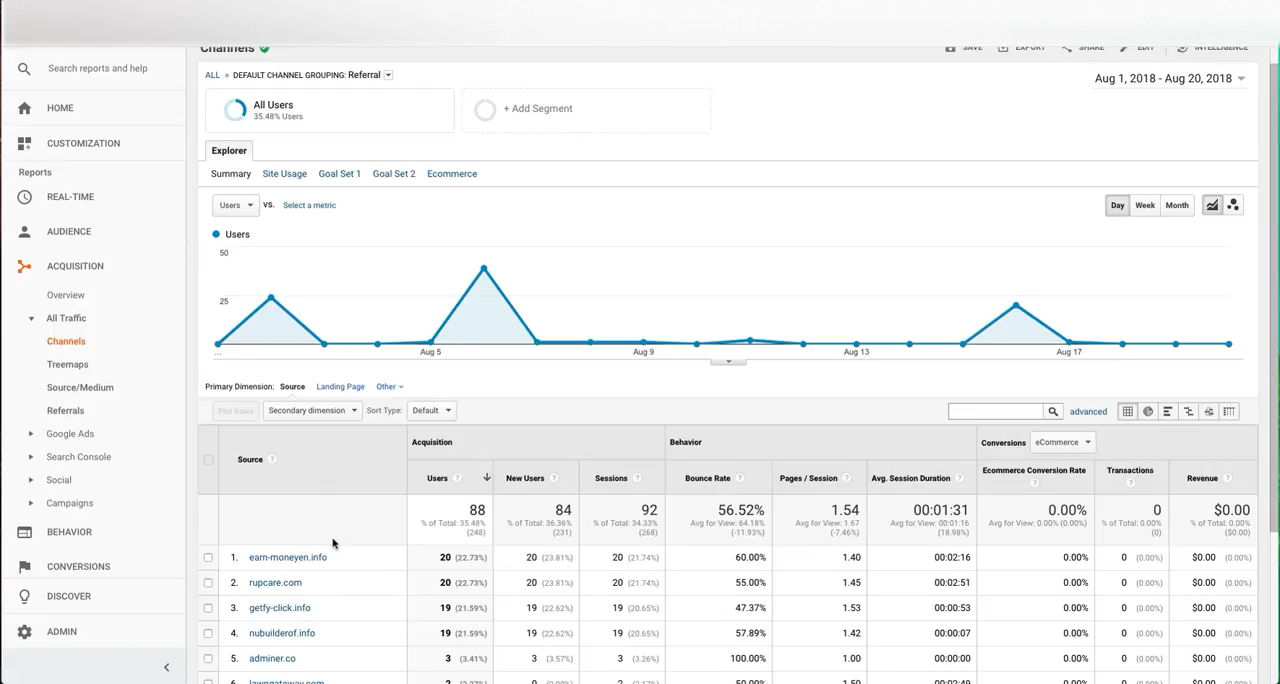 Channels
SAVE EXPORT SHARE EDIT INTELLIGENCE
Search reports and help
HOME
CUSTOMIZATION
Reports
REAL-TIME
AUDIENCE
ACQUISITION
Overview
All Traffic
Channels
Treemaps
Source/Medium
Referrals
Google Ads
Search Console
Social
Campaigns
BEHAVIOR
CONVERSIONS
DISCOVER
ADMIN
ALL » DEFAULT CHANNEL GROUPING: Referral
Aug 1, 2018 - Aug 20, 2018
All Users
35.48% Users
+ Add Segment
Explorer
Summary Site Usage Goal Set 1 Goal Set 2 Ecommerce
Users VS. Select a metric
Day Week Month
Users
50
25
... Aug 5 Aug 9 Aug 13 Aug 17
Primary Dimension: Source Landing Page Other
Plot Rows Secondary dimension Sort Type: Default
advanced
Source Acquisition Behavior Conversions eCommerce
Users New Users Sessions Bounce Rate Pages / Session Avg. Session Duration Ecommerce Conversion Rate Transactions Revenue
88 84 92 56.52% 1.54 00:01:31 0.00% 0 $0.00
% of Total: 35.48% (248) % of Total: 36.36% (231) % of Total: 34.33% (268) Avg for View: 64.18% (-11.93%) Avg for View: 1.67 (-7.46%) Avg for View: 00:01:16 (18.98%) Avg for View: 0.00% (0.00%) % of Total: 0.00% (0) % of Total: 0.00% ($0.00)
1. earn-moneyen.info 20 (22.73%) 20 (23.81%) 20 (21.74%) 60.00% 1.40 00:02:16 0.00% 0 (0.00%) $0.00 (0.00%)
2. rupcare.com 20 (22.73%) 20 (23.81%) 20 (21.74%) 55.00% 1.45 00:02:51 0.00% 0 (0.00%) $0.00 (0.00%)
3. getfy-click.info 19 (21.59%) 19 (22.62%) 19 (20.65%) 47.37% 1.53 00:00:53 0.00% 0 (0.00%) $0.00 (0.00%)
4. nubuilderof.info 19 (21.59%) 19 (22.62%) 19 (20.65%) 57.89% 1.42 00:00:07 0.00% 0 (0.00%) $0.00 (0.00%)
5. adminer.co 3 (3.41%) 3 (3.57%) 3 (3.26%) 100.00% 1.00 00:00:00 0.00% 0 (0.00%) $0.00 (0.00%)